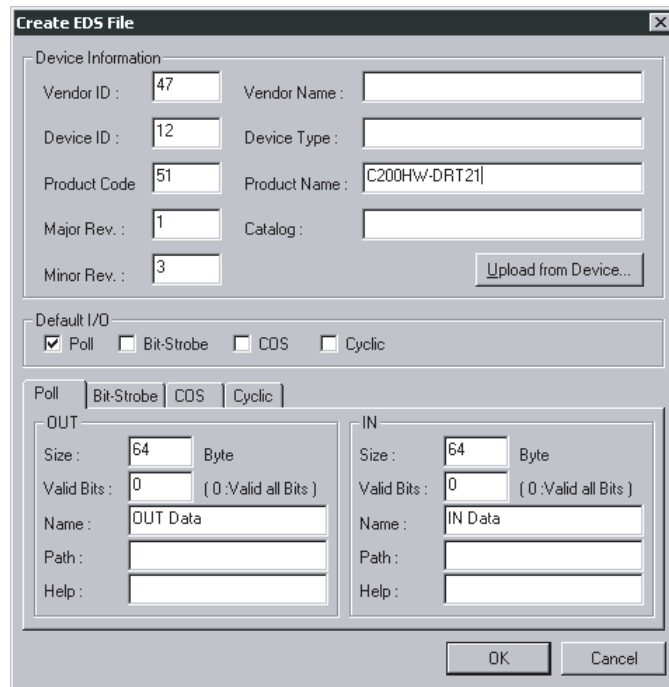 Create EDS File
Device Information
Vendor ID : 47 Vendor Name :
Device ID : 12 Device Type :
Product Code 51 Product Name : C200HW-DRT21
Major Rev. : 1 Catalog :
Minor Rev. : 3 Upload from Device...
Default I/O
Poll Bit-Strobe COS Cyclic
Poll Bit-Strobe COS Cyclic
OUT
Size : 64 Byte
Valid Bits : 0 ( 0 :Valid all Bits )
Name : OUT Data
Path :
Help :
IN
Size : 64 Byte
Valid Bits : 0 ( 0 :Valid all Bits )
Name : IN Data
Path :
Help :
OK Cancel